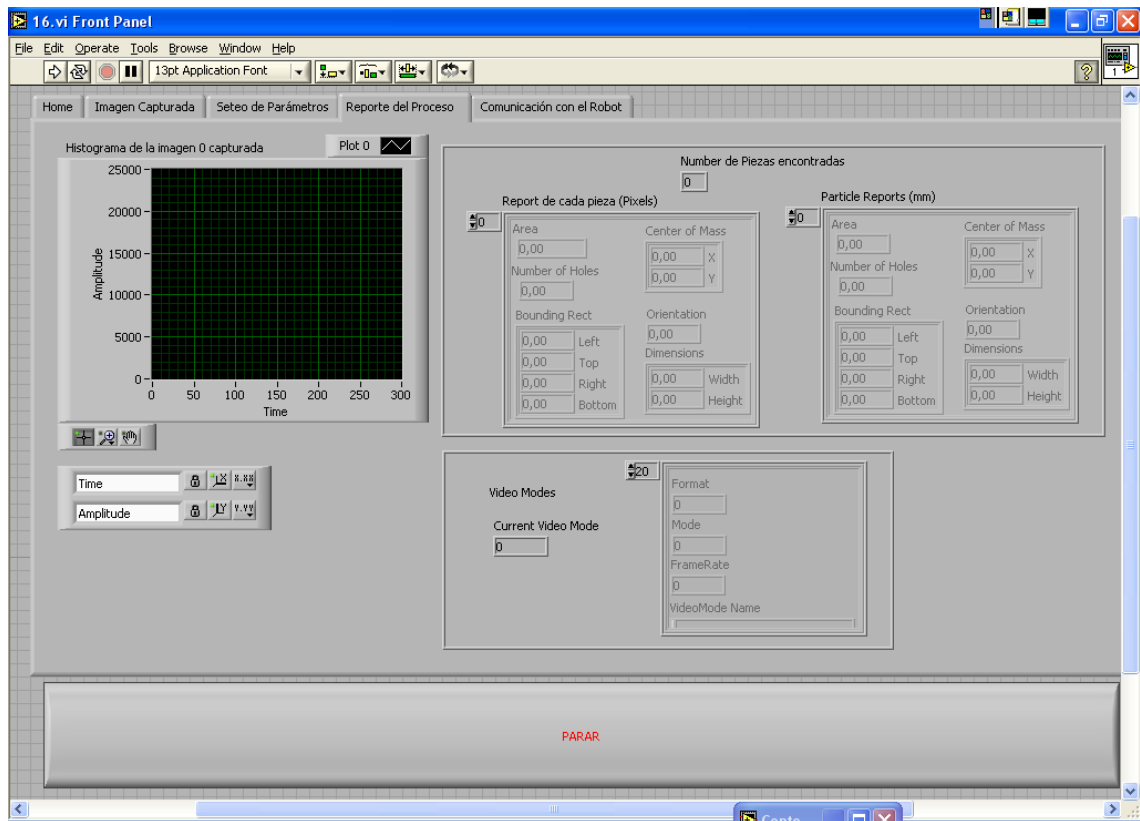 16.vi Front Panel
File Edit Operate Tools Browse Window Help
13pt Application Font
1
Home Imagen Capturada Seteo de Parámetros Reporte del Proceso Comunicación con el Robot
Histograma de la imagen 0 capturada
Plot 0
25000
20000
15000
10000
5000
0
Amplitude
0 50 100 150 200 250 300
Time
Time
X.XX
Amplitude
Y.YY
Number de Piezas encontradas
0
Report de cada pieza (Pixels)
0
Area
0,00
Number of Holes
0,00
Bounding Rect
0,00 Left
0,00 Top
0,00 Right
0,00 Bottom
Center of Mass
0,00 X
0,00 Y
Orientation
0,00
Dimensions
0,00 Width
0,00 Height
Particle Reports (mm)
0
Area
0,00
Number of Holes
0,00
Bounding Rect
0,00 Left
0,00 Top
0,00 Right
0,00 Bottom
Center of Mass
0,00 X
0,00 Y
Orientation
0,00
Dimensions
0,00 Width
0,00 Height
Video Modes
20
Current Video Mode
0
Format
0
Mode
0
FrameRate
0
VideoMode Name
PARAR